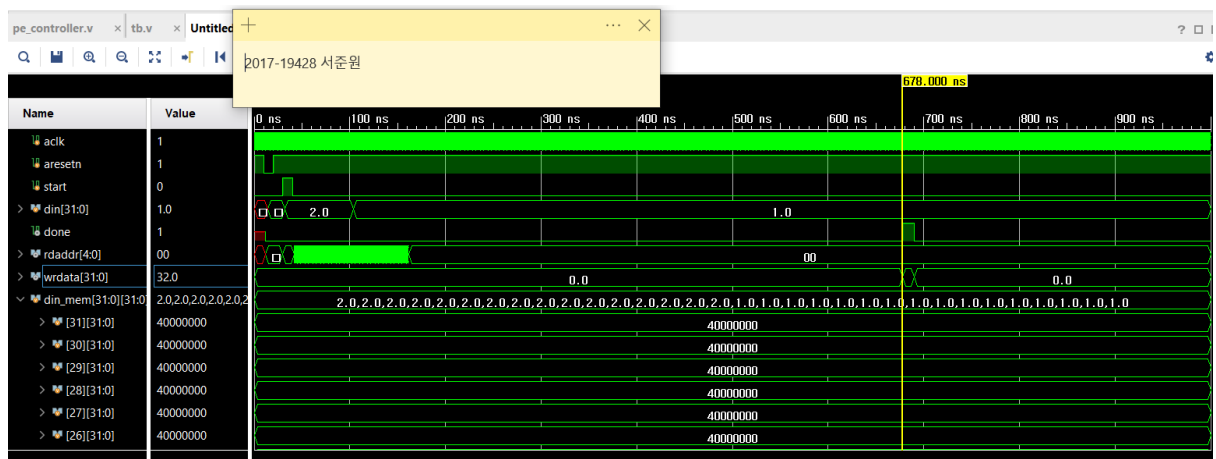 pe_controller.v × tb.v × Untitled
2017-19428 서준원
678.000 ns
Name Value
0 ns 100 ns 200 ns 300 ns 400 ns 500 ns 600 ns 700 ns 800 ns 900 ns
aclk 1
aresetn 1
start 0
din[31:0] 1.0 2.0 1.0
done 1
rdaddr[4:0] 00 00
wrdata[31:0] 32.0 0.0 0.0
din_mem[31:0][31:0] 2.0,2.0,2.0,2.0,2.0,2 2.0,2.0,2.0,2.0,2.0,2.0,2.0,2.0,2.0,2.0,2.0,2.0,2.0,2.0,2.0,2.0,1.0,1.0,1.0,1.0,1.0,1.0,1.0,1.0,1.0,1.0,1.0,1.0,1.0,1.0,1.0,1.0
[31][31:0] 40000000 40000000
[30][31:0] 40000000 40000000
[29][31:0] 40000000 40000000
[28][31:0] 40000000 40000000
[27][31:0] 40000000 40000000
[26][31:0] 40000000 40000000